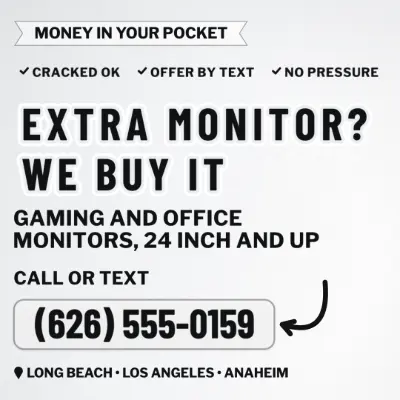 MONEY IN YOUR POCKET
✓ CRACKED OK ✓ OFFER BY TEXT ✓ NO PRESSURE
EXTRA MONITOR?
WE BUY IT
GAMING AND OFFICE
MONITORS, 24 INCH AND UP
CALL OR TEXT
(626) 555-0159
LONG BEACH • LOS ANGELES • ANAHEIM